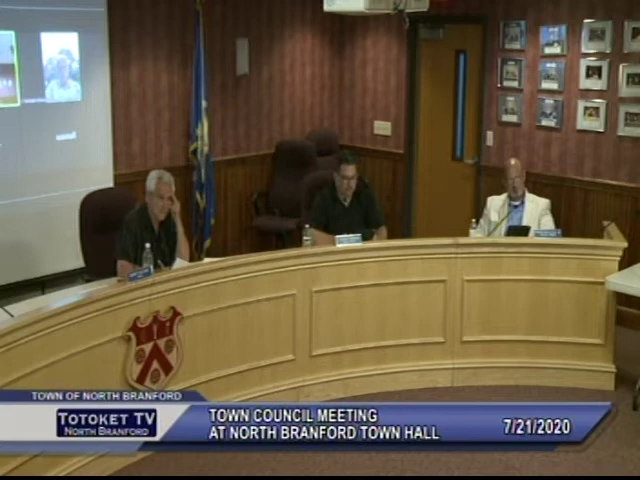 TOWN OF NORTH BRANFORD
TOTOKET TV
NORTH BRANFORD
TOWN COUNCIL MEETING
AT NORTH BRANFORD TOWN HALL
7/21/2020